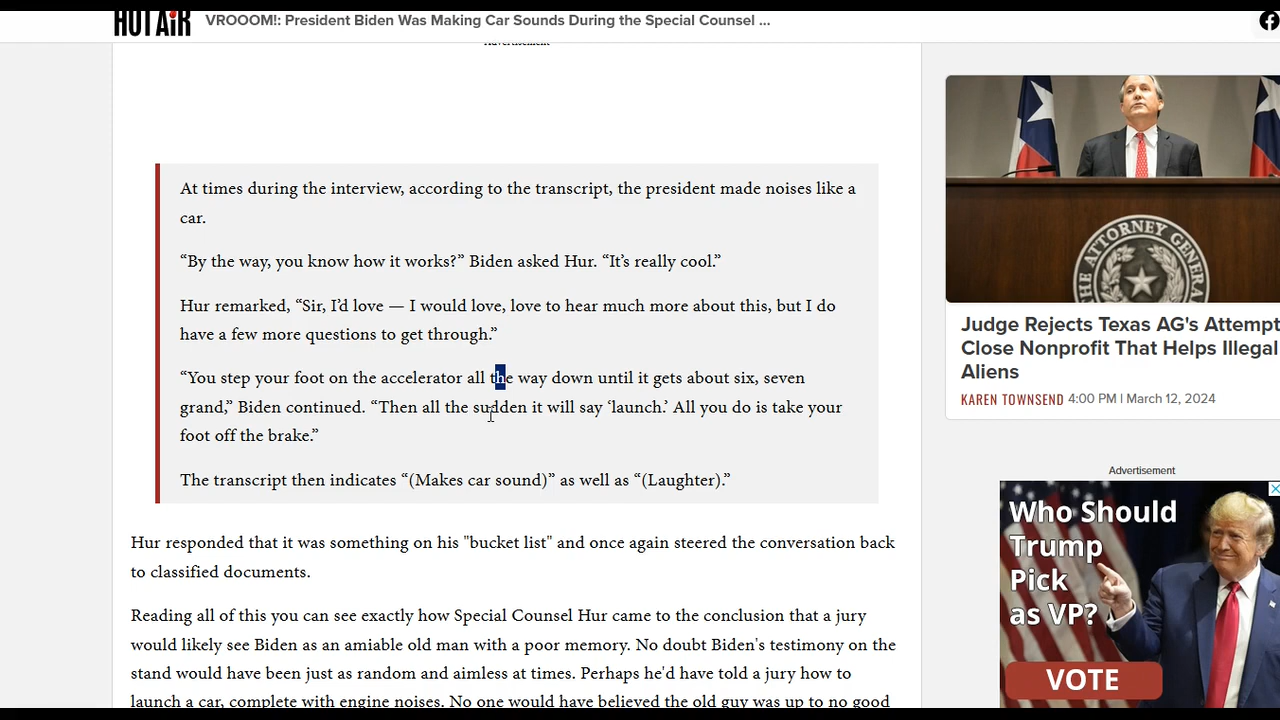 HOT AIR
VROOOM!: President Biden Was Making Car Sounds During the Special Counsel ...
Advertisement
At times during the interview, according to the transcript, the president made noises like a
car.
“By the way, you know how it works?” Biden asked Hur. “It’s really cool.”
Hur remarked, “Sir, I’d love — I would love, love to hear much more about this, but I do
have a few more questions to get through.”
“You step your foot on the accelerator all the way down until it gets about six, seven
grand,” Biden continued. “Then all the sudden it will say ‘launch.’ All you do is take your
foot off the brake.”
The transcript then indicates “(Makes car sound)” as well as “(Laughter).”
Hur responded that it was something on his "bucket list" and once again steered the conversation back
to classified documents.
Reading all of this you can see exactly how Special Counsel Hur came to the conclusion that a jury
would likely see Biden as an amiable old man with a poor memory. No doubt Biden's testimony on the
stand would have been just as random and aimless at times. Perhaps he'd have told a jury how to
launch a car, complete with engine noises. No one would have believed the old guy was up to no good
ATTORNEY GENER
THE
Judge Rejects Texas AG's Attempt
Close Nonprofit That Helps Illegal
Aliens
KAREN TOWNSEND 4:00 PM | March 12, 2024
Advertisement
Who Should
Trump
Pick
as VP?
VOTE